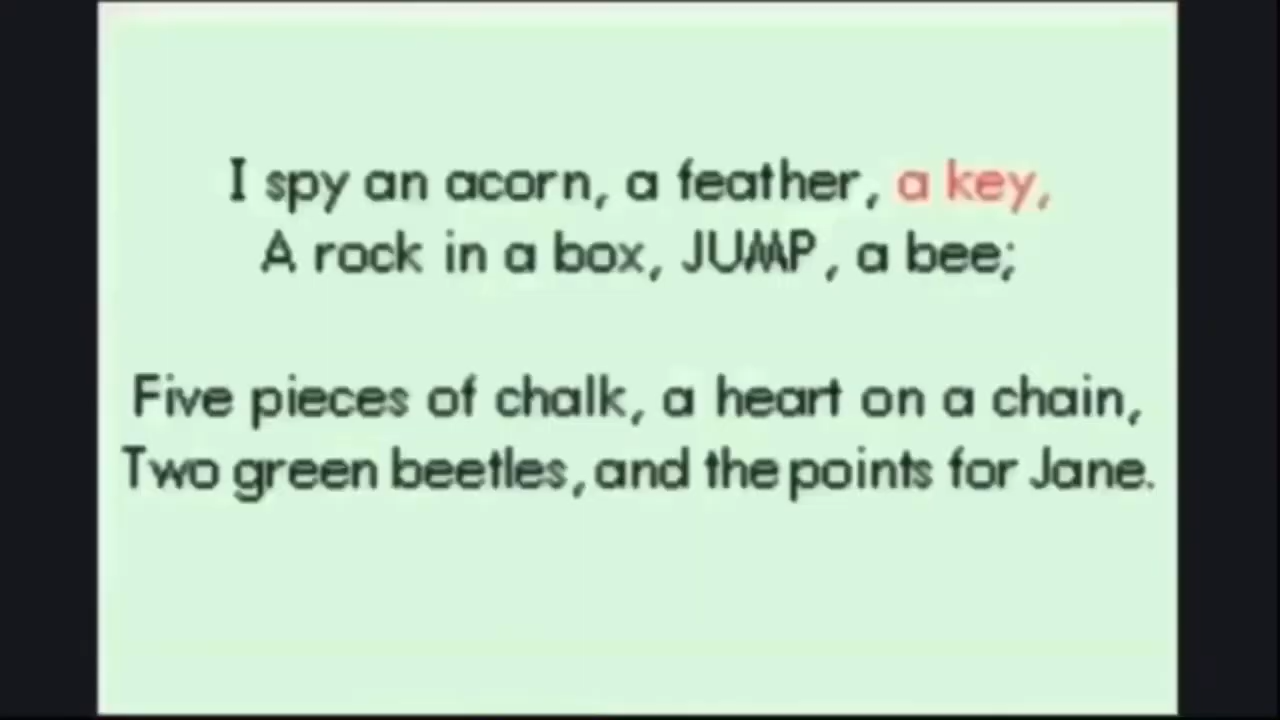 I spy an acorn, a feather, a key,
A rock in a box, JUMP, a bee;
Five pieces of chalk, a heart on a chain,
Two green beetles, and the points for Jane.